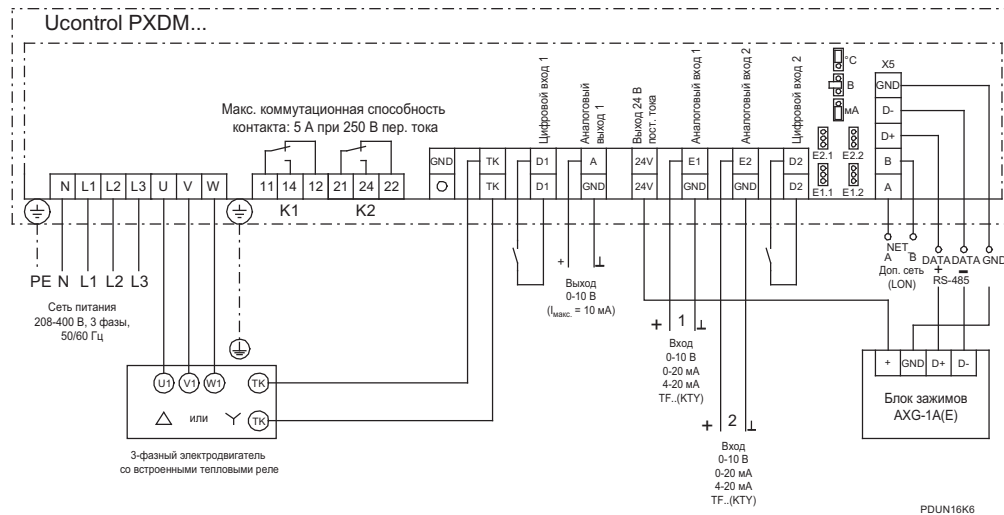 Ucontrol PXDM...
Макс. коммутационная способность
контакта: 5 А при 250 В пер. тока
Цифровой вход 1
Аналоговый
выход 1
Выход 24 В
пост. тока
Аналоговый вход 1
Аналоговый вход 2
Цифровой вход 2
°C
В
мА
E2.1 E2.2
E1.1 E1.2
X5
GND
D-
D+
B
A
N L1 L2 L3 U V W
11 14 12 21 24 22
K1 K2
GND TK D1 A 24V E1 E2 D2
TK D1 GND 24V GND GND D2
PE N L1 L2 L3
Сеть питания
208-400 В, 3 фазы,
50/60 Гц
+ ⊥
Выход
0-10 В
(Iмакс. = 10 мА)
+ 1 ⊥
Вход
0-10 В
0-20 мА
4-20 мА
TF..(KTY)
+ 2 ⊥
Вход
0-10 В
0-20 мА
4-20 мА
TF..(KTY)
NET
A B
Доп. сеть
(LON)
DATA DATA GND
+ −
RS-485
+ GND D+ D-
Блок зажимов
AXG-1A(E)
U1 V1 W1 TK
△ или Y TK
3-фазный электродвигатель
со встроенными тепловыми реле
PDUN16K6